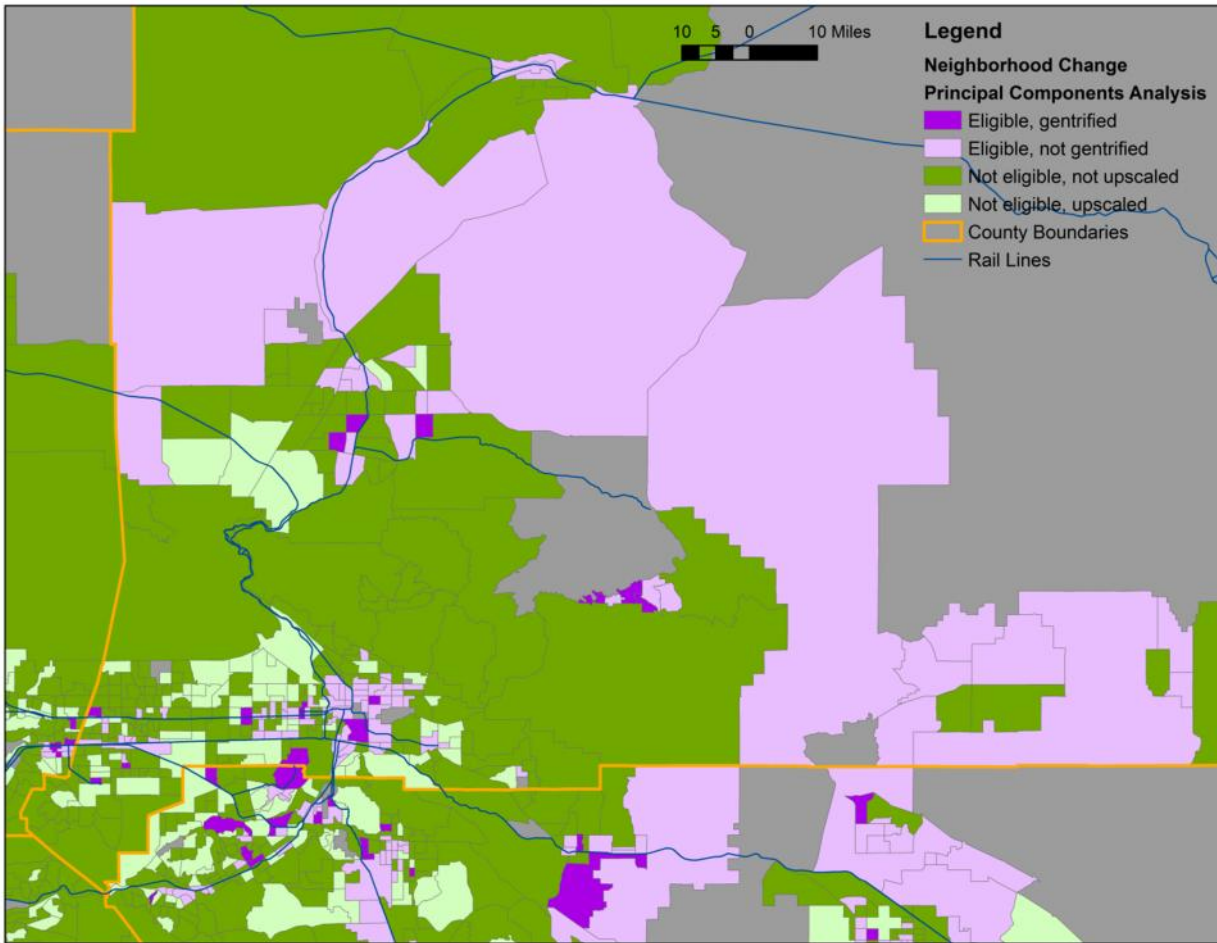 10 5 0 10 Miles
Legend
Neighborhood Change
Principal Components Analysis
Eligible, gentrified
Eligible, not gentrified
Not eligible, not upscaled
Not eligible, upscaled
County Boundaries
Rail Lines